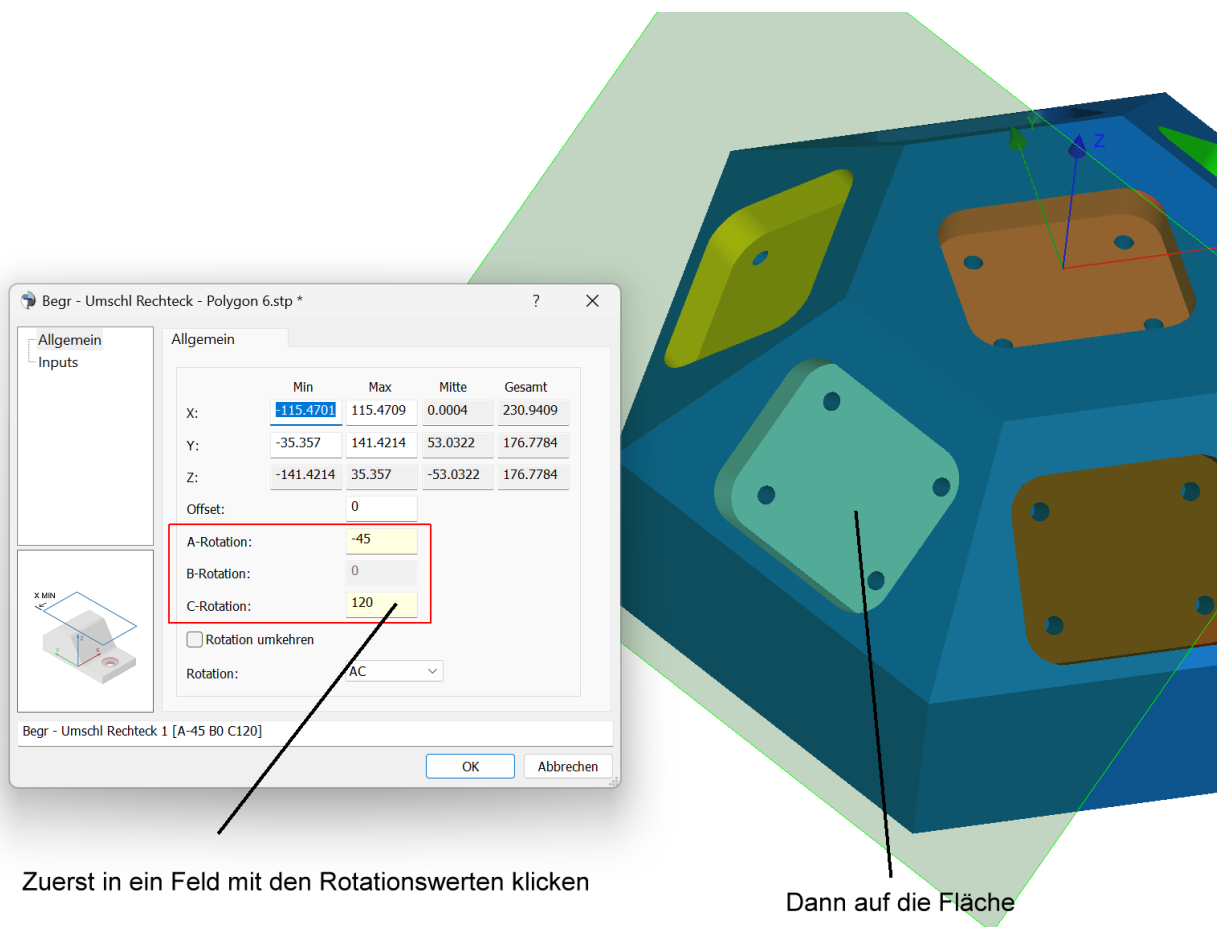 Begr - Umschl Rechteck - Polygon 6.stp *
?
Allgemein
Inputs
Allgemein
Min Max Mitte Gesamt
X: -115.4701 115.4709 0.0004 230.9409
Y: -35.357 141.4214 53.0322 176.7784
Z: -141.4214 35.357 -53.0322 176.7784
Offset: 0
A-Rotation: -45
B-Rotation: 0
C-Rotation: 120
Rotation umkehren
Rotation: AC
X MIN
Z
Y
X
Begr - Umschl Rechteck 1 [A-45 B0 C120]
OK Abbrechen
Y
Z
Zuerst in ein Feld mit den Rotationswerten klicken
Dann auf die Fläche